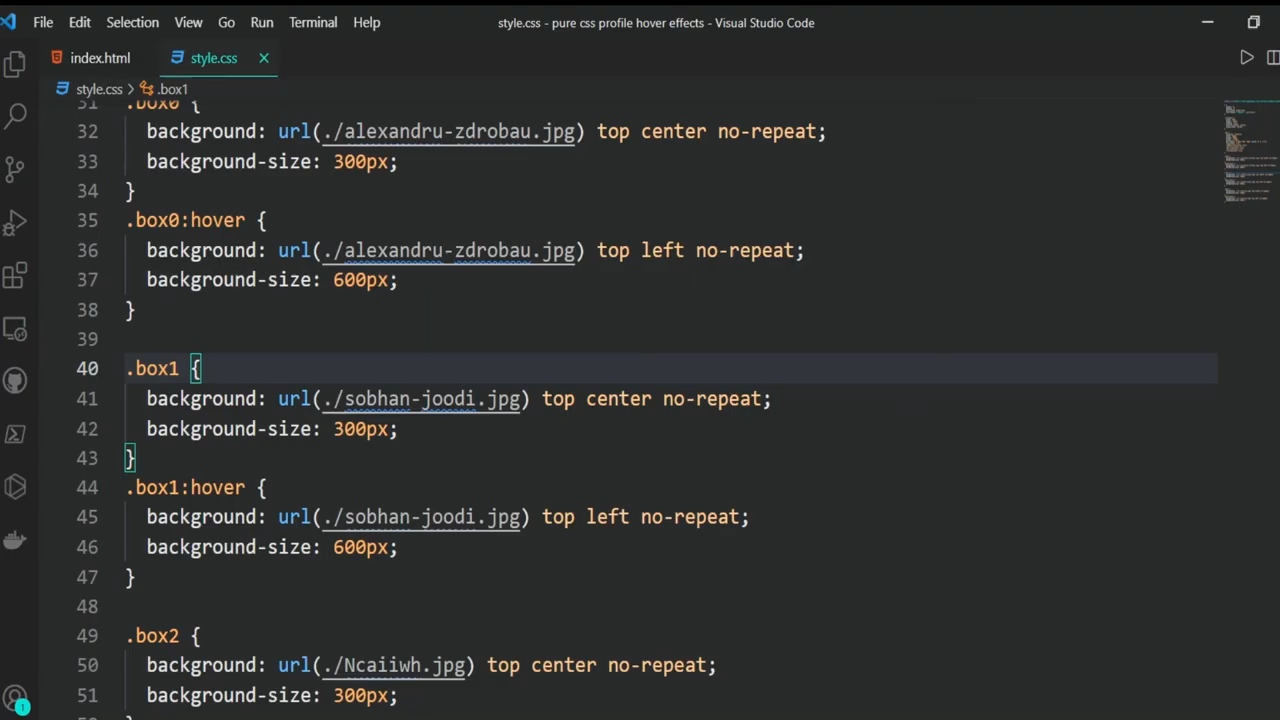 File Edit Selection View Go Run Terminal Help style.css - pure css profile hover effects - Visual Studio Code
index.html style.css
style.css > .box1
31 .box0 {
32 background: url(./alexandru-zdrobau.jpg) top center no-repeat;
33 background-size: 300px;
34 }
35 .box0:hover {
36 background: url(./alexandru-zdrobau.jpg) top left no-repeat;
37 background-size: 600px;
38 }
39
40 .box1 {
41 background: url(./sobhan-joodi.jpg) top center no-repeat;
42 background-size: 300px;
43 }
44 .box1:hover {
45 background: url(./sobhan-joodi.jpg) top left no-repeat;
46 background-size: 600px;
47 }
48
49 .box2 {
50 background: url(./Ncaiiwh.jpg) top center no-repeat;
51 background-size: 300px;
1